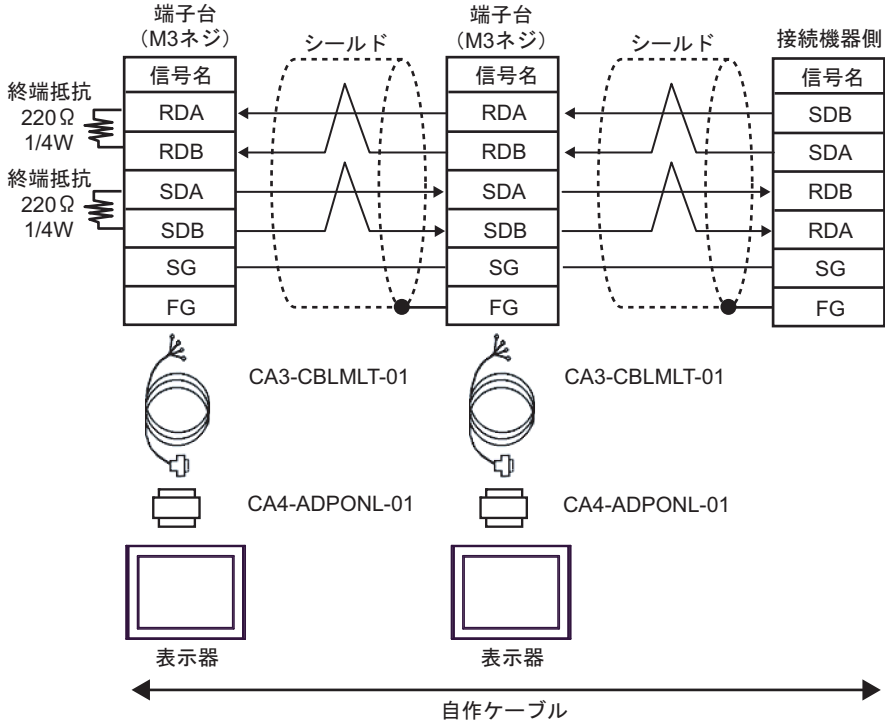 端子台
(M3ネジ)
シールド
端子台
(M3ネジ)
シールド
接続機器側
終端抵抗
220Ω
1/4W
終端抵抗
220Ω
1/4W
信号名
RDA
RDB
SDA
SDB
SG
FG
信号名
RDA
RDB
SDA
SDB
SG
FG
信号名
SDB
SDA
RDB
RDA
SG
FG
CA3-CBLMLT-01
CA3-CBLMLT-01
CA4-ADPONL-01
CA4-ADPONL-01
表示器
表示器
自作ケーブル